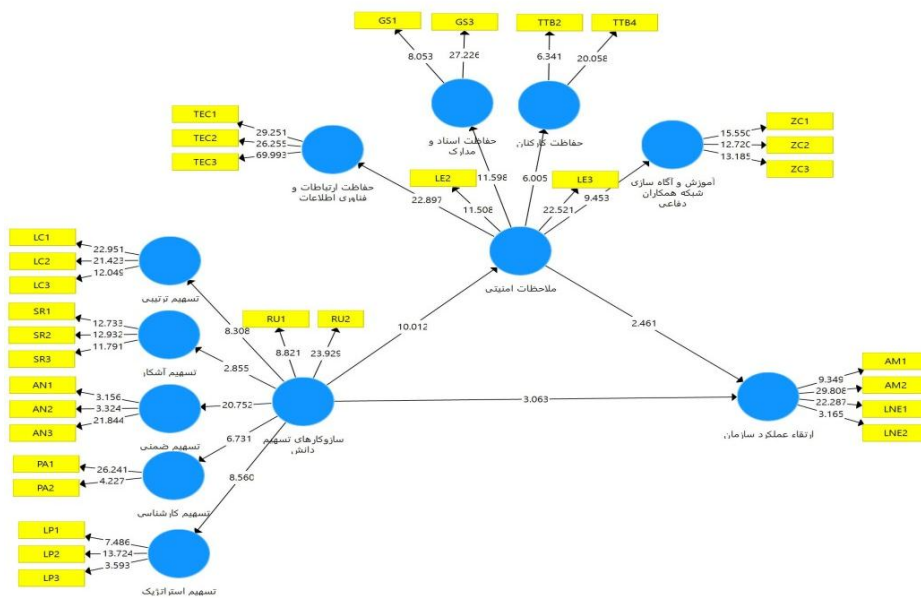 GS1
GS3
TTB2
TTB4
8.053
27.226
6.341
20.058
TEC1
TEC2
TEC3
29.251
26.255
69.993
حفاظت ارتباطات و
فناوری اطلاعات
حفاظت اسناد و
مدارک
حفاظت کارکنان
ZC1
ZC2
ZC3
15.550
12.720
13.185
آموزش و آگاه سازی
شبکه همکاران
دفاعی
LE2
LE3
22.897
11.508
11.598
6.005
22.521
9.453
ملاحظات امنیتی
LC1
LC2
LC3
22.951
21.423
12.049
تسهیم ترتیبی
SR1
SR2
SR3
12.733
12.932
11.791
تسهیم آشکار
AN1
AN2
AN3
3.156
3.324
21.844
تسهیم ضمنی
PA1
PA2
26.241
4.227
تسهیم کارشناسی
LP1
LP2
LP3
7.486
13.724
3.593
تسهیم استراتژیک
RU1
RU2
8.821
23.929
8.308
2.855
20.752
6.731
8.560
سازوکارهای تسهیم
دانش
10.012
2.461
3.063
AM1
AM2
LNE1
LNE2
9.349
29.808
22.287
3.165
ارتقاء عملکرد سازمان